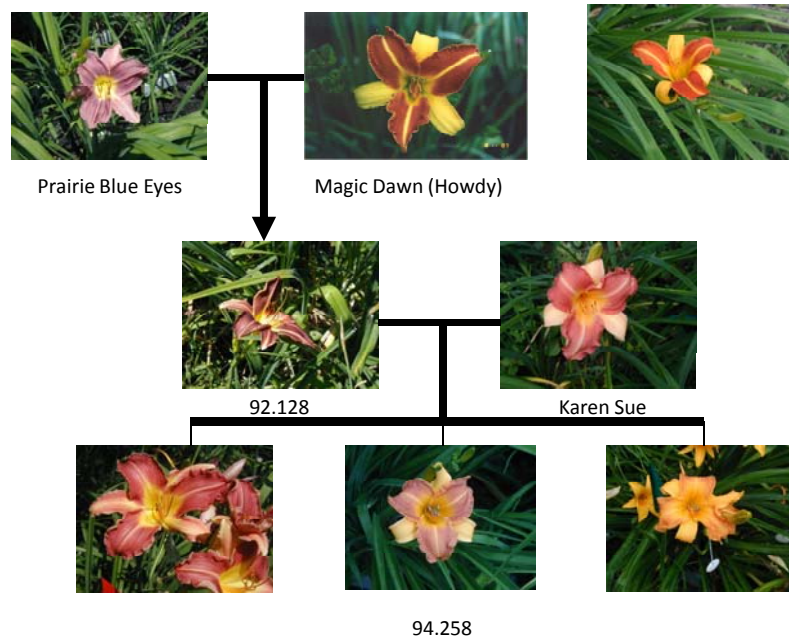 Prairie Blue Eyes
Magic Dawn (Howdy)
92.128
Karen Sue
94.258